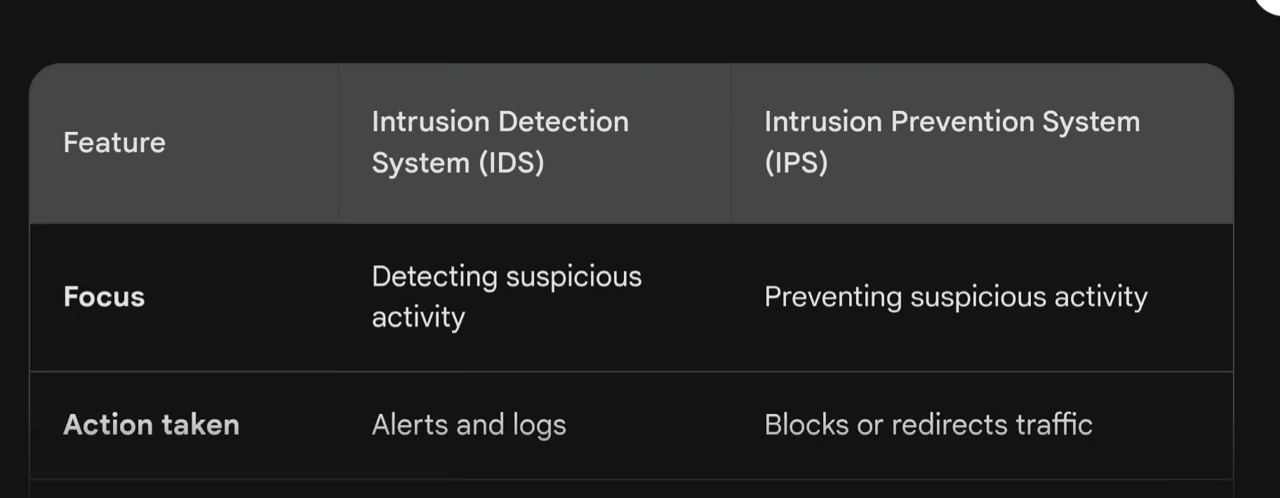 Feature
Intrusion Detection
System (IDS)
Intrusion Prevention System
(IPS)
Focus
Detecting suspicious
activity
Preventing suspicious activity
Action taken
Alerts and logs
Blocks or redirects traffic